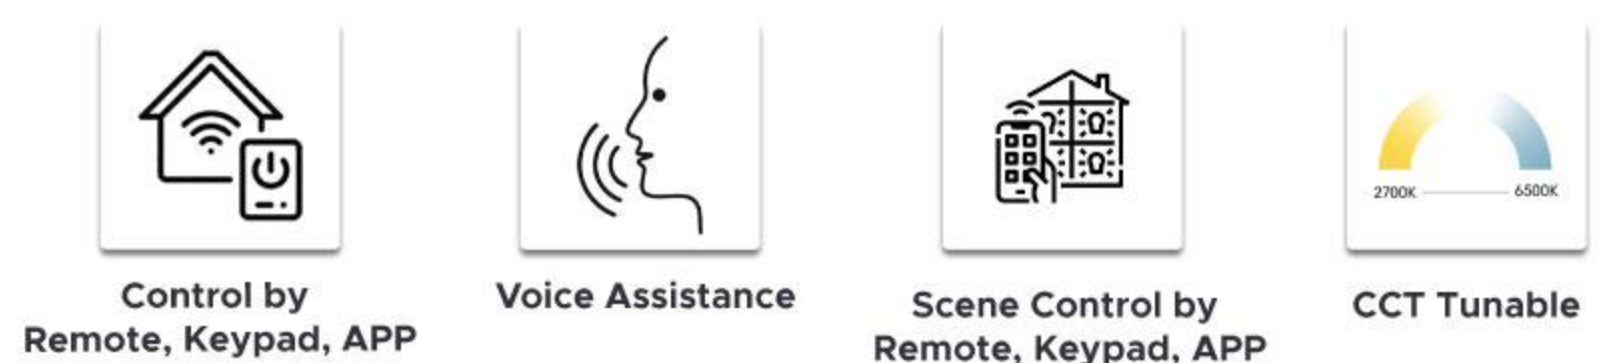 2700K
6500K
Control by
Remote, Keypad, APP
Voice Assistance
Scene Control by
Remote, Keypad, APP
CCT Tunable